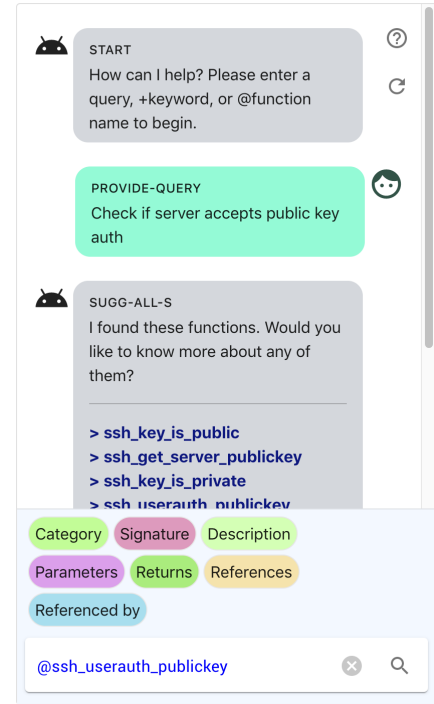 START
How can I help? Please enter a
query, +keyword, or @function
name to begin.
PROVIDE-QUERY
Check if server accepts public key
auth
SUGG-ALL-S
I found these functions. Would you
like to know more about any of
them?
> ssh_key_is_public
> ssh_get_server_publickey
> ssh_key_is_private
> ssh_userauth_publickey
Category Signature Description
Parameters Returns References
Referenced by
@ssh_userauth_publickey